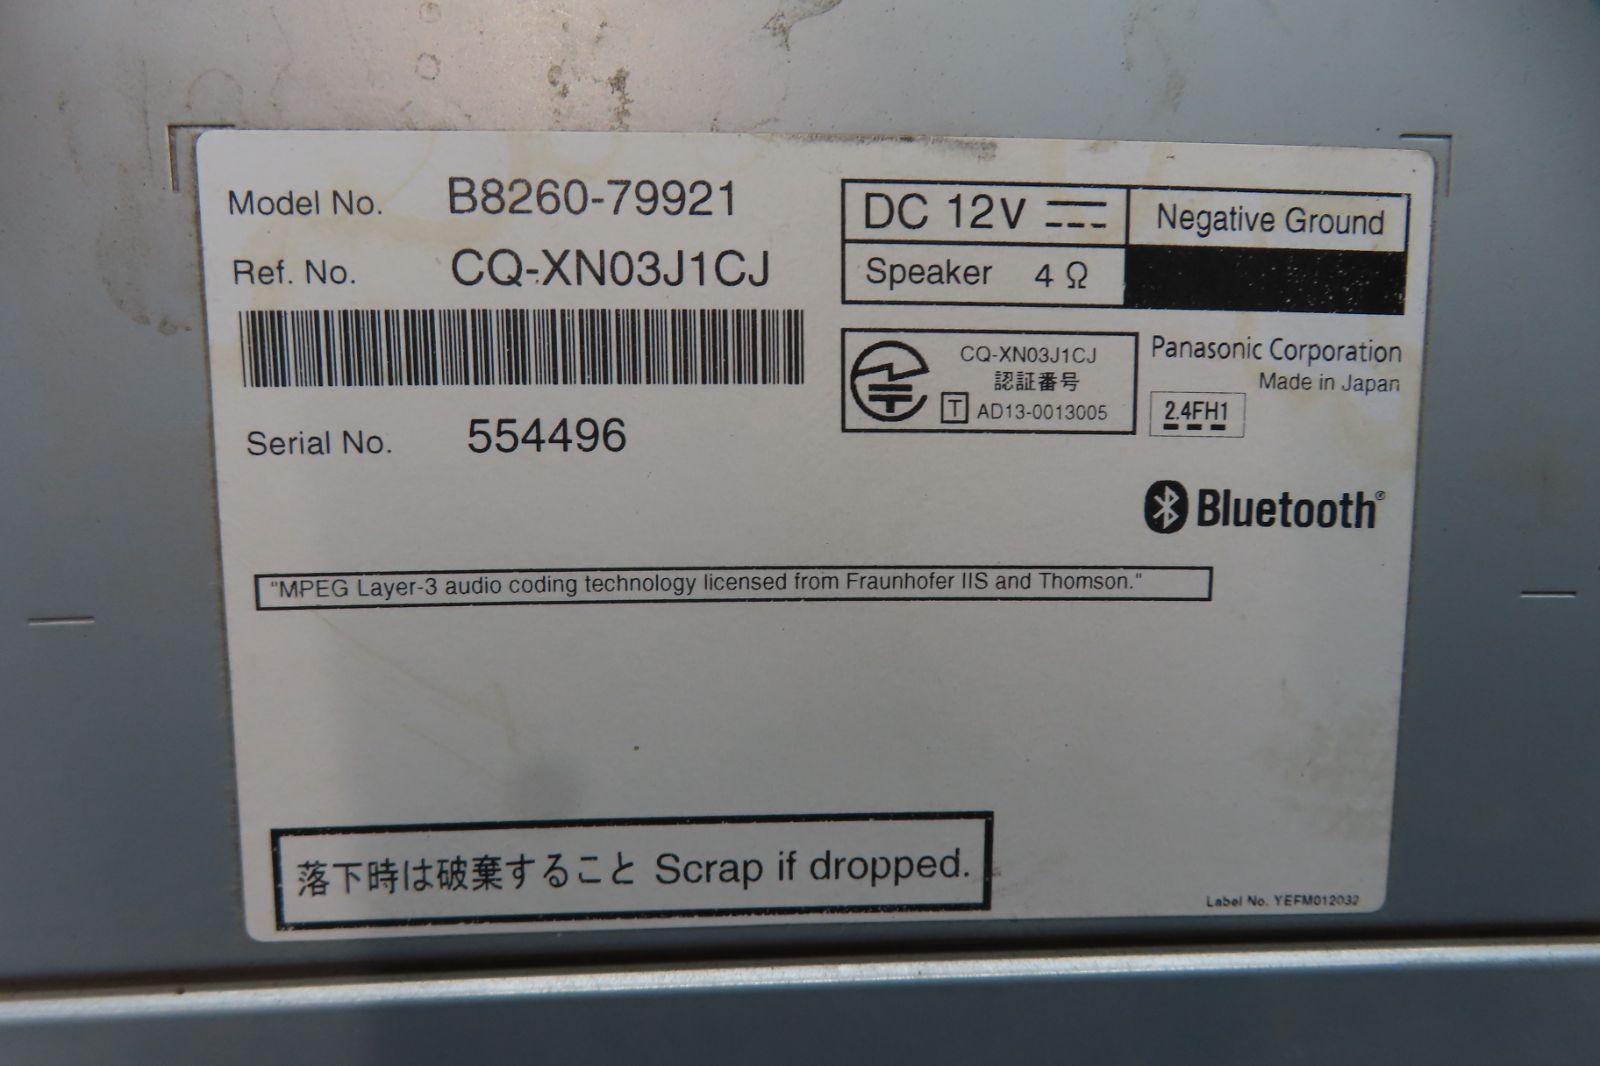 Model No. B8260-79921
Ref. No. CQ-XN03J1CJ
Serial No. 554496
DC 12V Negative Ground
Speaker 4 Ω
CQ-XN03J1CJ
認証番号
T AD13-0013005
Panasonic Corporation
Made in Japan
2.4FH1
Bluetooth®
"MPEG Layer-3 audio coding technology licensed from Fraunhofer IIS and Thomson."
落下時は破棄すること Scrap if dropped.
Label No. YEFM012032